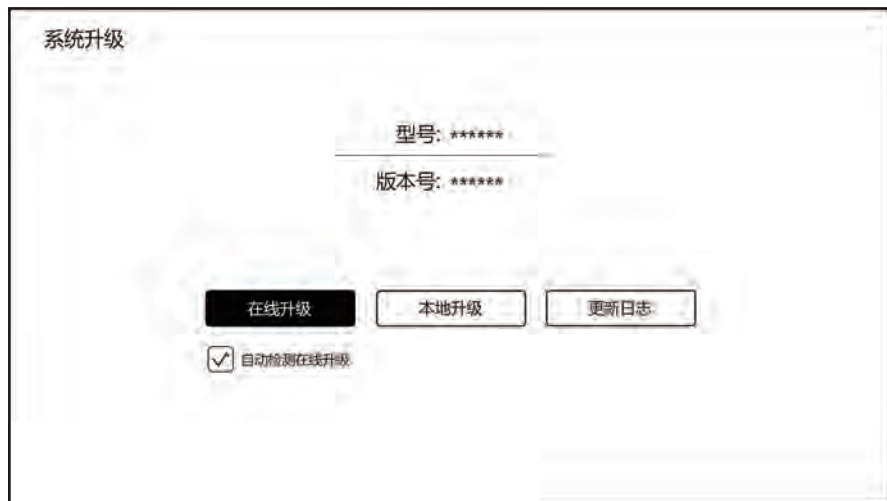 系统升级
型号: ******
版本号: ******
在线升级 本地升级 更新日志
自动检测在线升级